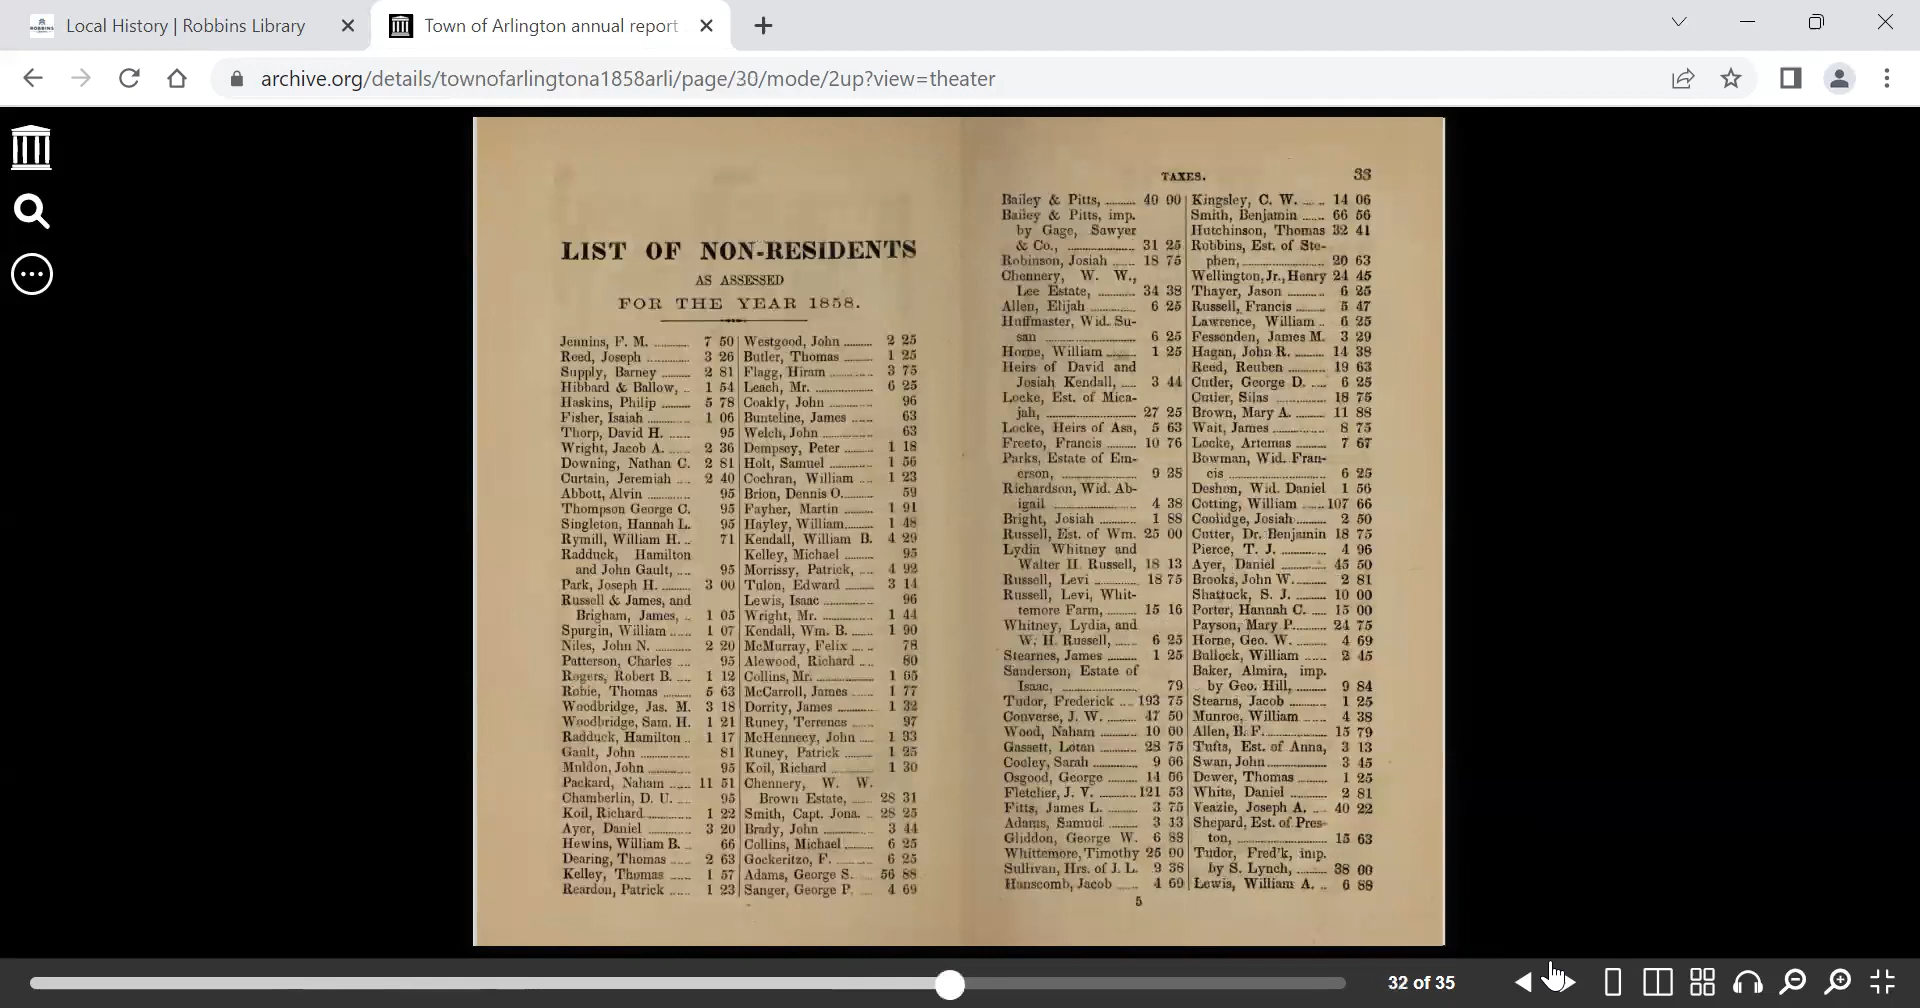 Local History | Robbins Library
Town of Arlington annual report
archive.org/details/townofarlingtona1858arli/page/30/mode/2up?view=theater
LIST OF NON-RESIDENTS
AS ASSESSED
FOR THE YEAR 1858.
Jennins, F. M. 7 50
Reed, Joseph 3 26
Supply, Barney 2 81
Hibbard & Ballow, 1 54
Haskins, Philip 5 78
Fisher, Isaiah 1 06
Thorp, David H. 95
Wright, Jacob A. 2 36
Downing, Nathan C. 2 81
Curtain, Jeremiah 2 40
Abbott, Alvin 95
Thompson George C. 95
Singleton, Hannah L. 95
Rymill, William H. 71
Radduck, Hamilton
and John Gault, 95
Park, Joseph H. 3 00
Russell & James, and
Brigham, James, 1 05
Spurgin, William 1 07
Niles, John N. 2 20
Patterson, Charles 95
Rogers, Robert B. 1 12
Robie, Thomas 5 63
Woodbridge, Jas. M. 3 18
Woodbridge, Sam. H. 1 21
Radduck, Hamilton 1 17
Gault, John 81
Muldon, John 95
Packard, Naham 11 51
Chamberlin, D. U. 95
Koil, Richard 1 22
Ayer, Daniel 3 20
Hewins, William B. 66
Dearing, Thomas 2 63
Kelley, Thomas 1 57
Reardon, Patrick 1 23
Westgood, John 2 25
Butler, Thomas 1 25
Flagg, Hiram 3 75
Leach, Mr. 6 25
Coakly, John 96
Bunteline, James 63
Welch, John 63
Dempsey, Peter 1 18
Holt, Samuel 1 56
Cochran, William 1 23
Brion, Dennis O. 59
Fayher, Martin 1 91
Hayley, William 1 48
Kendall, William B. 4 29
Kelley, Michael 95
Morrissy, Patrick, 4 92
Tulon, Edward 3 14
Lewis, Isaac 96
Wright, Mr. 1 44
Kendall, Wm. B. 1 90
McMurray, Felix 78
Alewood, Richard 80
Collins, Mr. 1 05
McCarroll, James 1 77
Dorrity, James 1 32
Runey, Terrence 97
McHennecy, John 1 93
Runey, Patrick 1 25
Koil, Richard 1 30
Chennery, W. W.
Brown Estate, 28 31
Smith, Capt. Jona. 28 25
Brady, John 3 44
Collins, Michael 6 25
Gockeritzo, F. 6 25
Adams, George S. 56 88
Sanger, George P. 4 69
TAXES. 33
Bailey & Pitts, 40 00
Bailey & Pitts, imp.
by Gage, Sawyer
& Co., 31 25
Robinson, Josiah 18 75
Chennery, W. W.,
Lee Estate, 34 38
Allen, Elijah 6 25
Huffmaster, Wid. Su-
san 6 25
Horne, William 1 25
Heirs of David and
Josiah Kendall, 3 44
Locke, Est. of Mica-
jah, 27 25
Locke, Heirs of Asa, 5 63
Freeto, Francis 10 76
Parks, Estate of Em-
erson, 9 38
Richardson, Wid. Ab-
igail 4 38
Bright, Josiah 1 88
Russell, Est. of Wm. 25 00
Lydia Whitney and
Walter H. Russell, 18 13
Russell, Levi 18 75
Russell, Levi, Whit-
temore Farm, 15 16
Whitney, Lydia, and
W. H. Russell, 6 25
Stearnes, James 1 25
Sanderson, Estate of
Isaac, 79
Tudor, Frederick 193 75
Converse, J. W. 47 50
Wood, Naham 10 00
Gassett, Lotan 28 75
Cooley, Sarah 9 06
Osgood, George 14 06
Fletcher, J. V. 121 53
Fitts, James L. 3 75
Adams, Samuel 3 13
Gliddon, George W. 6 88
Whittemore, Timothy 25 00
Sullivan, Hrs. of J. L. 9 38
Hanscomb, Jacob 4 69
Kingsley, C. W. 14 06
Smith, Benjamin 66 56
Hutchinson, Thomas 32 41
Robbins, Est. of Ste-
phen, 20 63
Wellington, Jr., Henry 24 45
Thayer, Jason 6 25
Russell, Francis 5 47
Lawrence, William 6 25
Fessenden, James M. 3 29
Hagan, John R. 14 38
Reed, Reuben 19 63
Cutler, George D. 6 25
Cutler, Silas 18 75
Brown, Mary A. 11 88
Wait, James 8 75
Locke, Artemas 7 67
Bowman, Wid. Fran-
cis 6 25
Deshon, Wid. Daniel 1 56
Cotting, William 107 66
Coolidge, Josiah 2 50
Cutter, Dr. Benjamin 18 75
Pierce, T. J. 4 96
Ayer, Daniel 45 50
Brooks, John W. 2 81
Shattuck, S. J. 10 00
Porter, Hannah C. 15 00
Payson, Mary P. 24 75
Horne, Geo. W. 4 69
Bullock, William 2 45
Baker, Almira, imp.
by Geo. Hill, 9 84
Stearns, Jacob 1 25
Munroe, William 4 38
Allen, B. F. 15 79
Tufts, Est. of Anna, 3 13
Swan, John 3 45
Dewer, Thomas 1 25
White, Daniel 2 81
Veazie, Joseph A. 40 22
Shepard, Est. of Pres-
ton, 15 63
Tudor, Fred'k, imp.
by S. Lynch, 38 00
Lewis, William A. 6 88
5
32 of 35